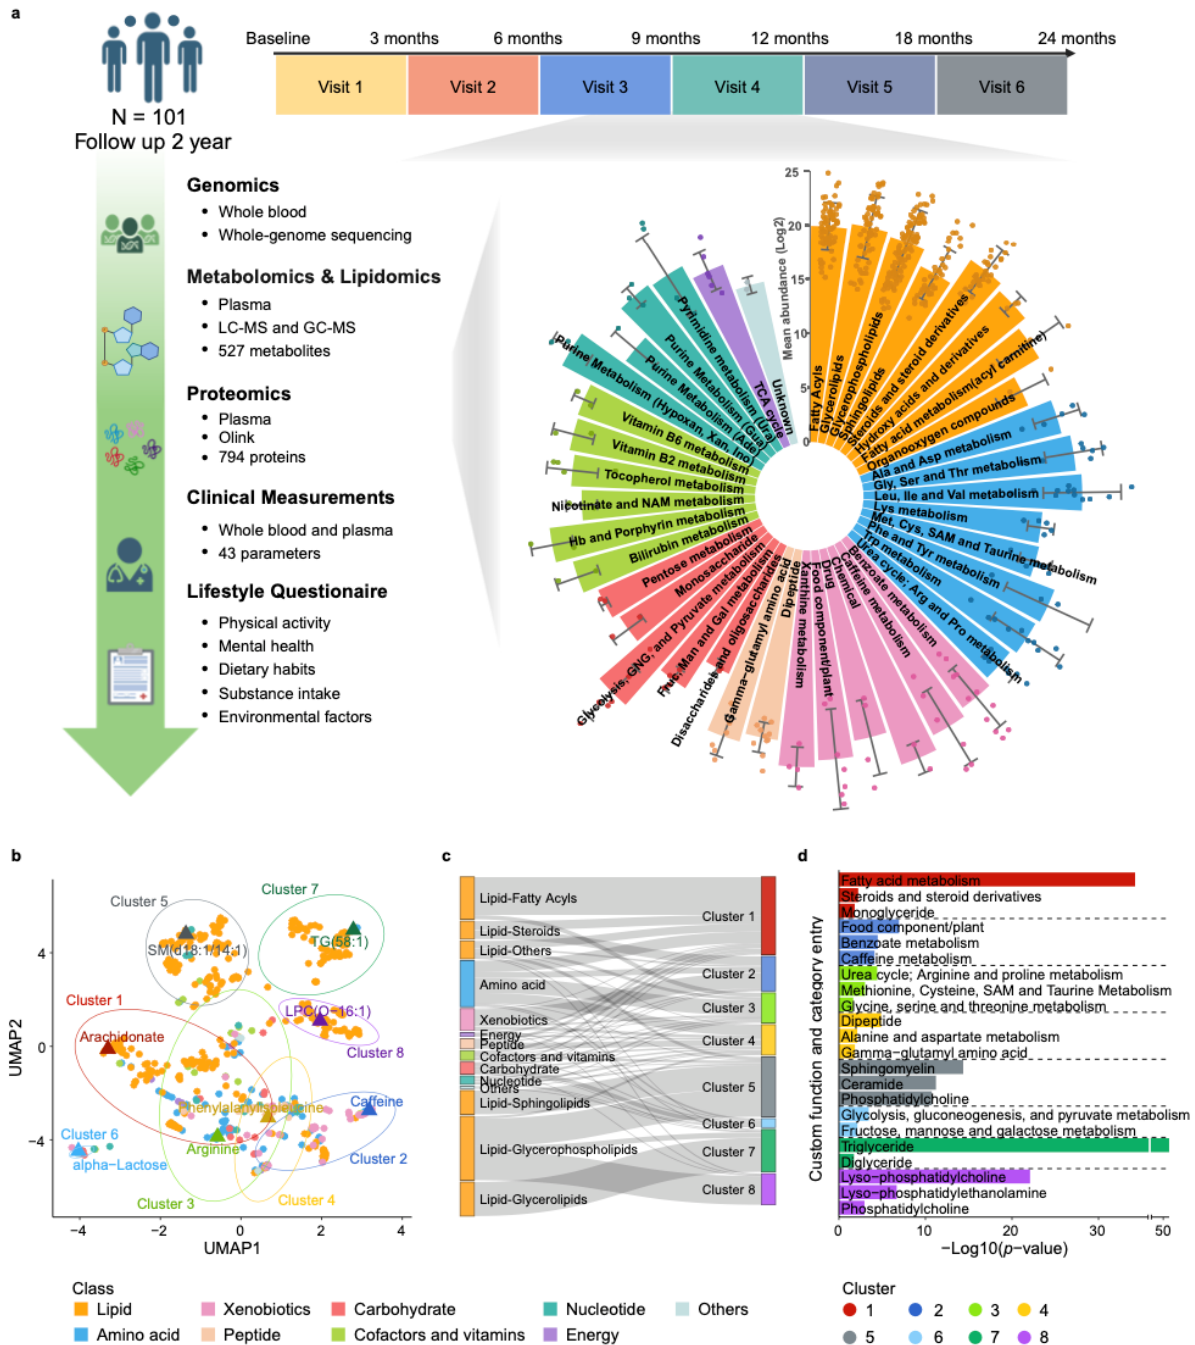 a
Baseline
3 months
6 months
9 months
12 months
18 months
24 months
Visit 1
Visit 2
Visit 3
Visit 4
Visit 5
Visit 6
N = 101
Follow up 2 year
Genomics
• Whole blood
• Whole-genome sequencing
Metabolomics & Lipidomics
• Plasma
• LC-MS and GC-MS
• 527 metabolites
Proteomics
• Plasma
• Olink
• 794 proteins
Clinical Measurements
• Whole blood and plasma
• 43 parameters
Lifestyle Questionaire
• Physical activity
• Mental health
• Dietary habits
• Substance intake
• Environmental factors
Mean abundance (Log2)
25
20
15
10
5
0
Fatty Acyls
Glycerolipids
Glycerophospholipids
Sphingolipids
Steroids and steroid derivatives
Hydroxy acids and derivatives
Fatty acid metabolism(acyl carnitine)
Organooxygen compounds
Ala and Asp metabolism
Gly, Ser and Thr metabolism
Leu, Ile and Val metabolism
Lys metabolism
Met, Cys, SAM and Taurine metabolism
Phe and Tyr metabolism
Trp metabolism
Urea cycle; Arg and Pro metabolism
Benzoate metabolism
Caffeine metabolism
Chemical
Drug
Food component/plant
Xanthine metabolism
Dipeptide
Gamma−glutamyl amino acid
Disaccharides and oligosaccharides
Fruc, Man and Gal metabolism
Glycolysis, GNG, and Pyruvate metabolism
Monosaccharide
Pentose metabolism
Bilirubin metabolism
Hb and Porphyrin metabolism
Nicotinate and NAM metabolism
Tocopherol metabolism
Vitamin B2 metabolism
Vitamin B6 metabolism
Purine Metabolism (Hypoxan, Xan, Ino)
Purine Metabolism (Ade)
Purine Metabolism (Gua)
Pyrimidine metabolism (Ura)
TCA cycle
Unknown
b
UMAP2
4
0
−4
−4
−2
0
2
4
UMAP1
Cluster 7
Cluster 5
TG(58:1)
SM(d18:1/14:1)
Cluster 1
LPC(O−16:1)
Arachidonate
Cluster 8
Phenylalanylisoleucine
Caffeine
Cluster 6
alpha−Lactose
Arginine
Cluster 2
Cluster 3
Cluster 4
c
Lipid-Fatty Acyls
Lipid-Steroids
Lipid-Others
Amino acid
Xenobiotics
Energy
Peptide
Cofactors and vitamins
Carbohydrate
Nucleotide
Others
Lipid-Sphingolipids
Lipid-Glycerophospholipids
Lipid-Glycerolipids
Cluster 1
Cluster 2
Cluster 3
Cluster 4
Cluster 5
Cluster 6
Cluster 7
Cluster 8
d
Custom function and category entry
Fatty acid metabolism
Steroids and steroid derivatives
Monoglyceride
Food component/plant
Benzoate metabolism
Caffeine metabolism
Urea cycle; Arginine and proline metabolism
Methionine, Cysteine, SAM and Taurine Metabolism
Glycine, serine and threonine metabolism
Dipeptide
Alanine and aspartate metabolism
Gamma−glutamyl amino acid
Sphingomyelin
Ceramide
Phosphatidylcholine
Glycolysis, gluconeogenesis, and pyruvate metabolism
Fructose, mannose and galactose metabolism
Triglyceride
Diglyceride
Lyso−phosphatidylcholine
Lyso−phosphatidylethanolamine
Phosphatidylcholine
0
10
20
30
50
−Log10(p−value)
Class
Lipid
Xenobiotics
Carbohydrate
Nucleotide
Others
Amino acid
Peptide
Cofactors and vitamins
Energy
Cluster
1
2
3
4
5
6
7
8